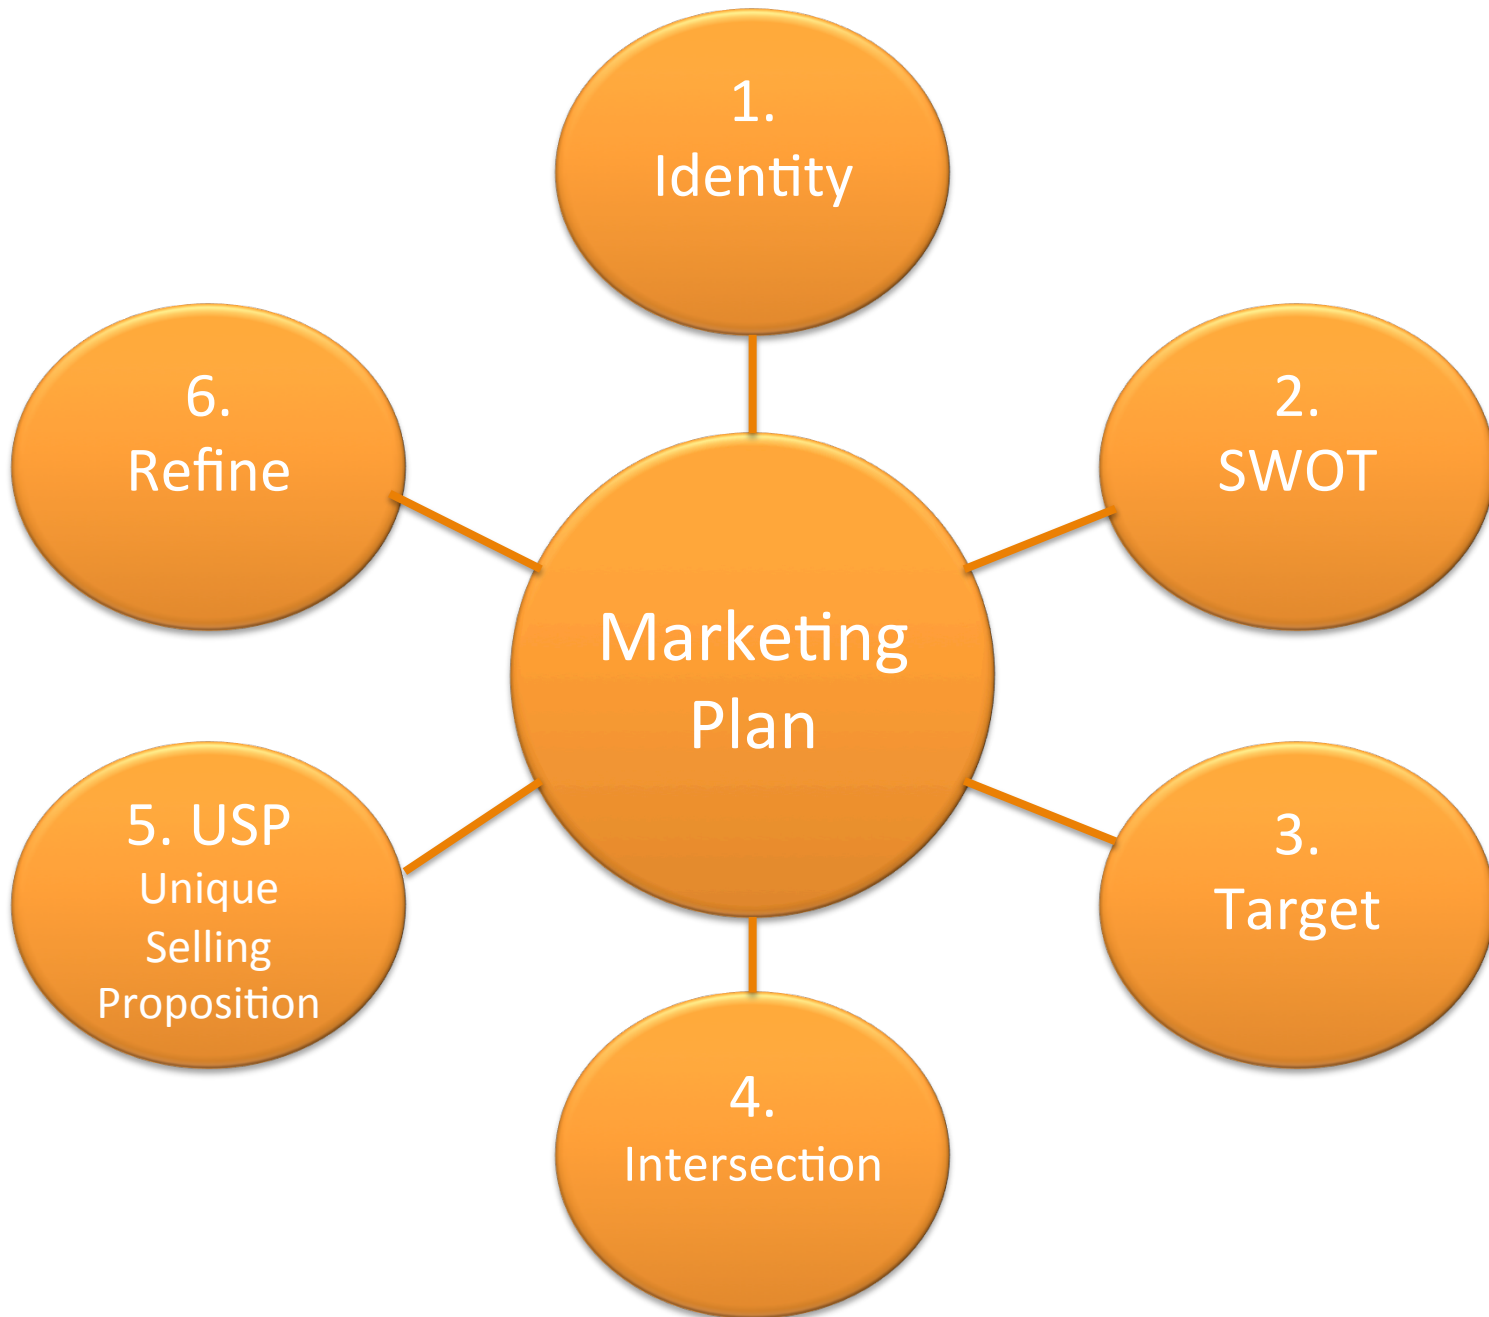 1.
Identity
2.
SWOT
3.
Target
4.
Intersection
5. USP
Unique
Selling
Proposition
6.
Refine
Marketing
Plan